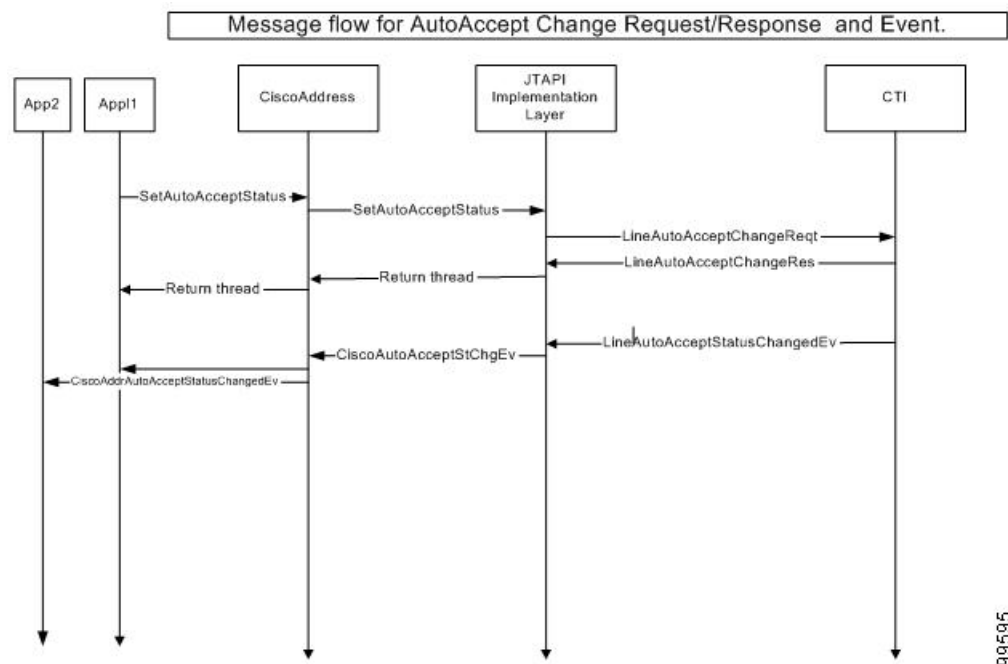 Message flow for AutoAccept Change Request/Response and Event.
App2
Appl1
CiscoAddress
JTAPI
Implementation
Layer
CTI
SetAutoAcceptStatus
SetAutoAcceptStatus
LineAutoAcceptChangeReqt
LineAutoAcceptChangeRes
Return thread
Return thread
LineAutoAcceptStatusChangedEv
CiscoAutoAcceptStChgEv
CiscoAddrAutoAcceptStatusChangedEv
99595